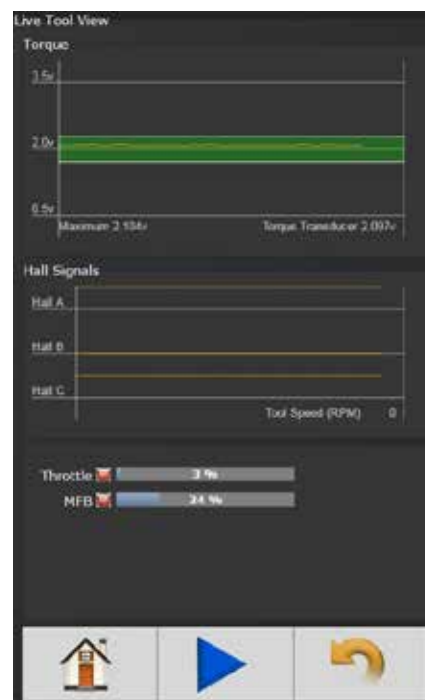 Live Tool View
Torque
3.5v
2.0v
0.5v
Maximum 2.104v Torque Transducer 2.097v
Hall Signals
Hall A
Hall B
Hall C
Tool Speed (RPM) 0
Throttle 3 %
MFB 24 %